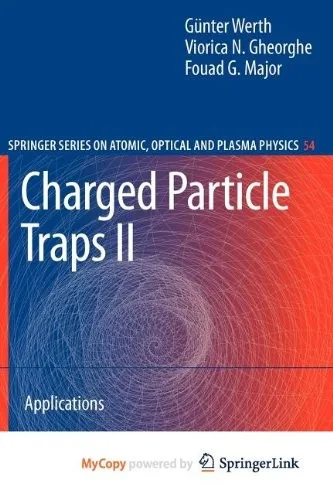 Günter Werth
Viorica N. Gheorghe
Fouad G. Major
SPRINGER SERIES ON ATOMIC, OPTICAL AND PLASMA PHYSICS 54
Charged Particle
Traps II
Applications
MyCopy powered by SpringerLink